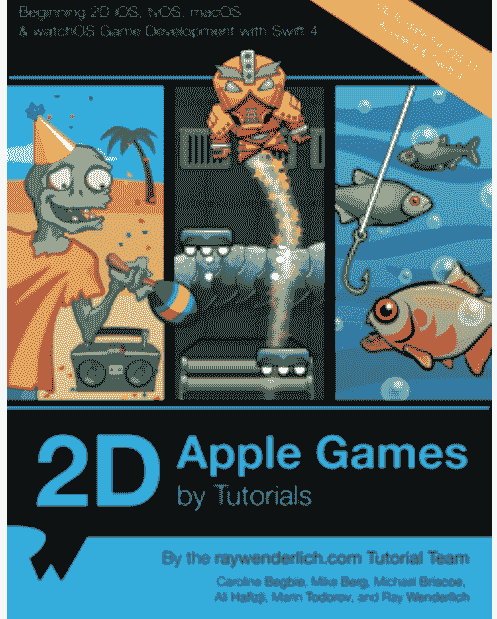 Beginning 2D iOS, tvOS, macOS
& watchOS Game Development with Swift 4
2D
Apple Games
by Tutorials
By the raywenderlich.com Tutorial Team
Caroline Begbie, Mike Berg, Michael Briscoe,
Ali Hafizji, Marin Todorov, and Ray Wenderlich